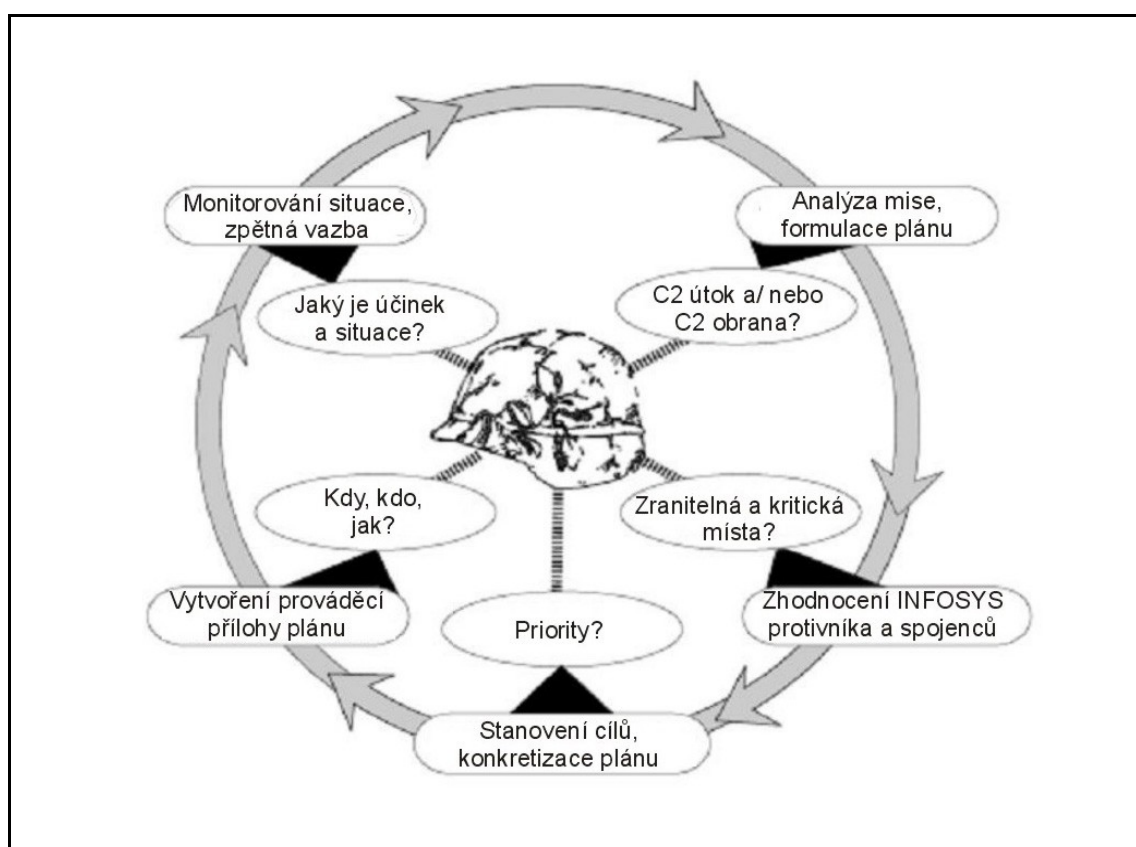 Monitorování situace,
zpětná vazba
Analýza mise,
formulace plánu
Jaký je účinek
a situace?
C2 útok a/ nebo
C2 obrana?
Kdy, kdo,
jak?
Zranitelná a kritická
místa?
Vytvoření prováděcí
přílohy plánu
Priority?
Zhodnocení INFOSYS
protivníka a spojenců
Stanovení cílů,
konkretizace plánu